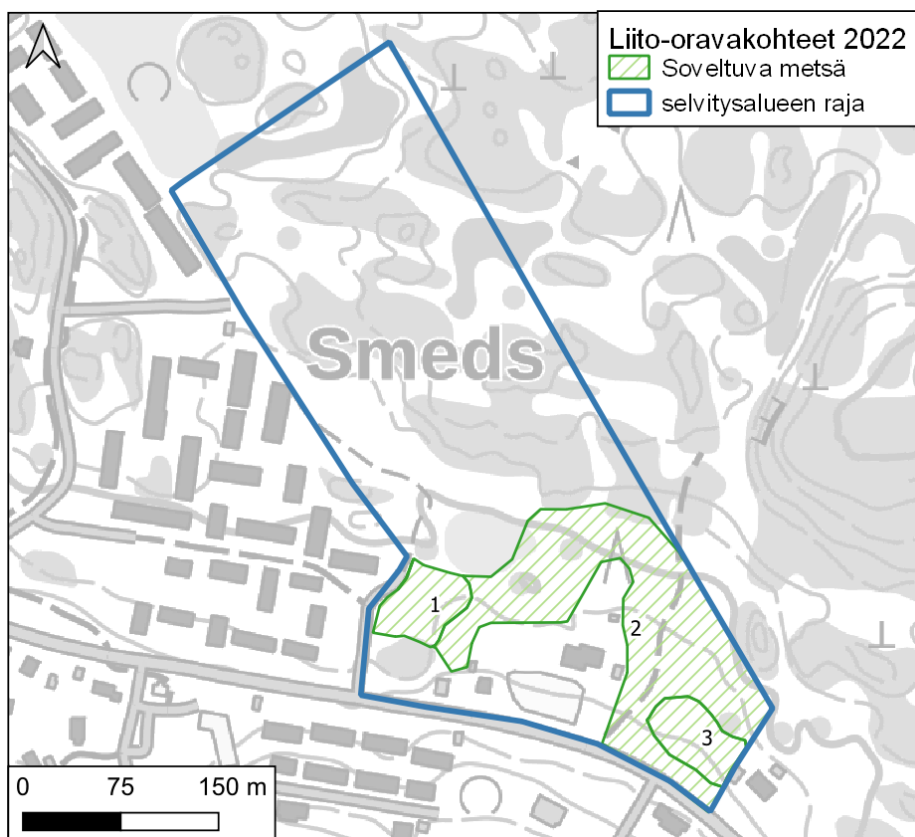 Liito-oravakohteet 2022
Soveltuva metsä
selvitysalueen raja
Smeds
1
2
3
0 75 150 m